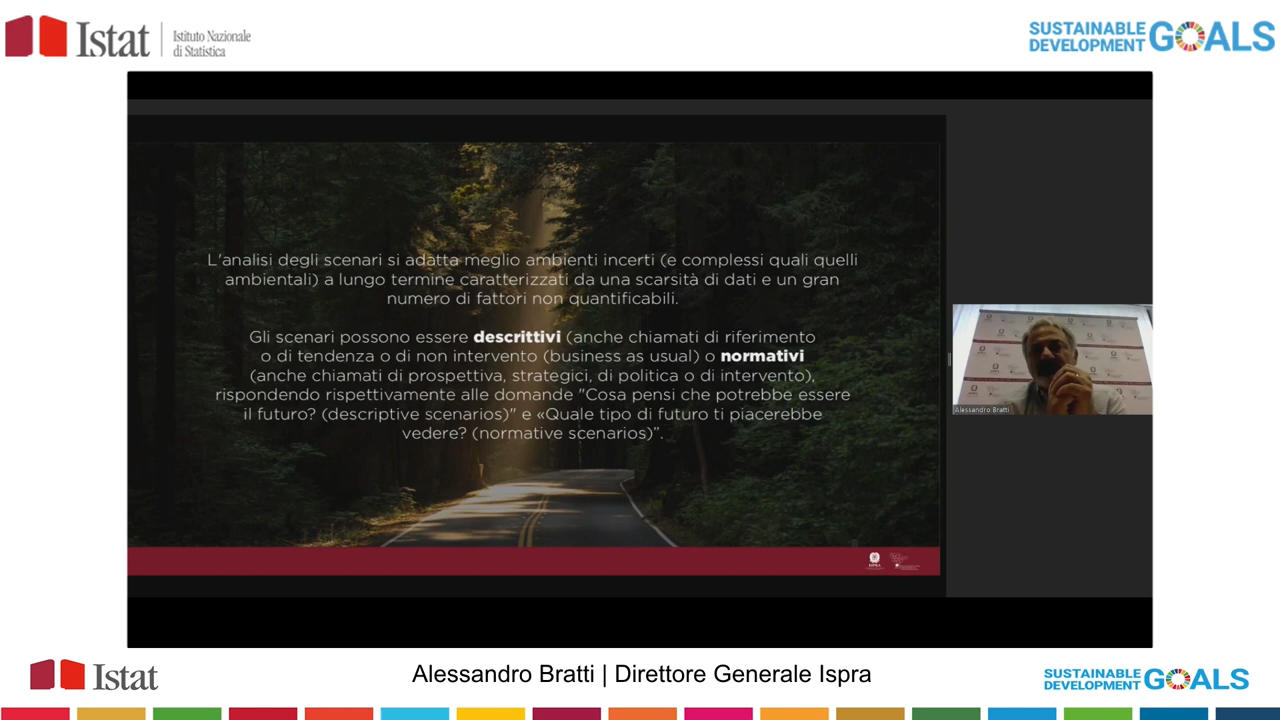 Istat
Istituto Nazionale
di Statistica
SUSTAINABLE
DEVELOPMENT
GOALS
L'analisi degli scenari si adatta meglio ambienti incerti (e complessi quali quelli
ambientali) a lungo termine caratterizzati da una scarsità di dati e un gran
numero di fattori non quantificabili.
Gli scenari possono essere descrittivi (anche chiamati di riferimento
o di tendenza o di non intervento (business as usual) o normativi
(anche chiamati di prospettiva, strategici, di politica o di intervento),
rispondendo rispettivamente alle domande "Cosa pensi che potrebbe essere
il futuro? (descriptive scenarios)" e «Quale tipo di futuro ti piacerebbe
vedere? (normative scenarios)”.
Alessandro Bratti
Istat
Alessandro Bratti | Direttore Generale Ispra
SUSTAINABLE
DEVELOPMENT
GOALS